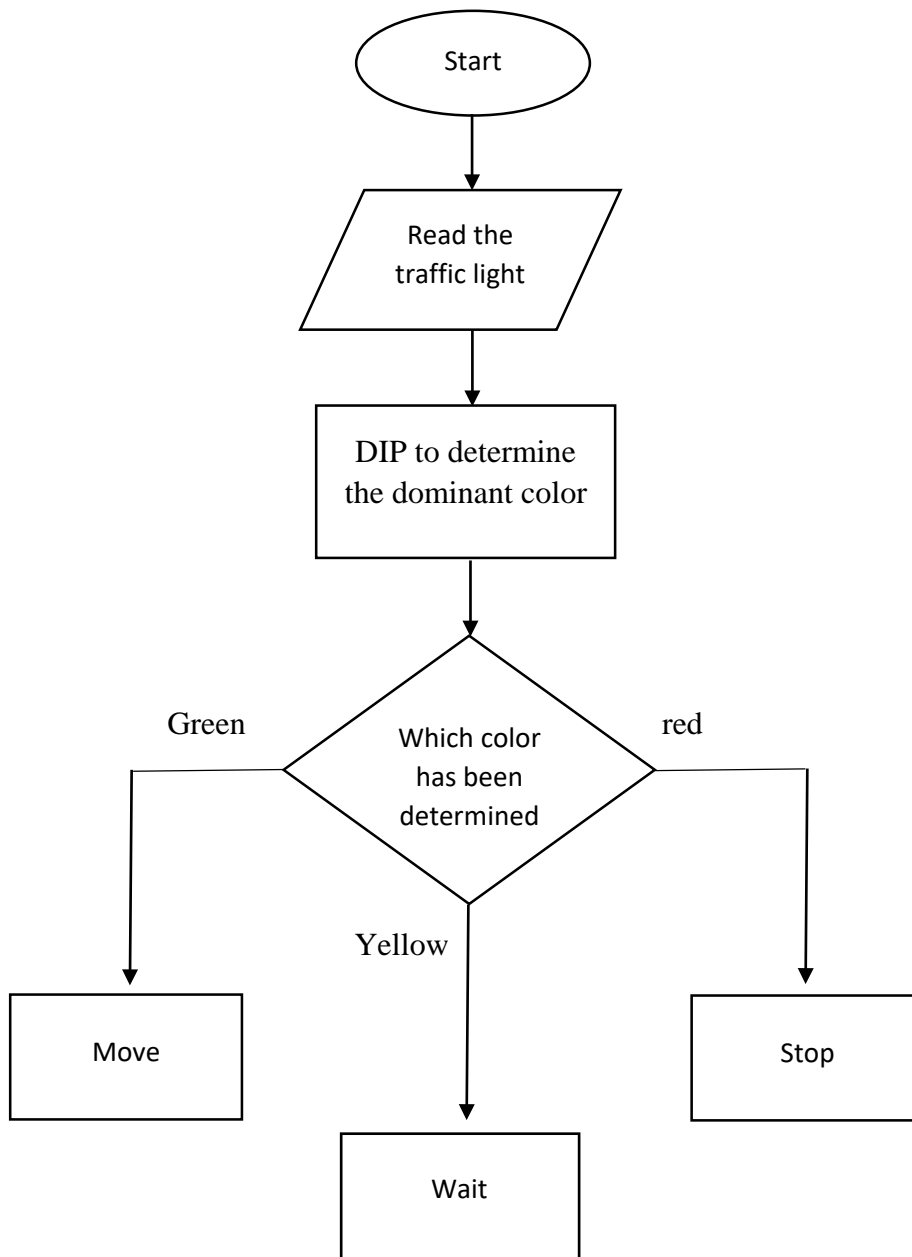 Start
Read the
traffic light
DIP to determine
the dominant color
Green
red
Which color
has been
determined
Yellow
Move
Stop
Wait